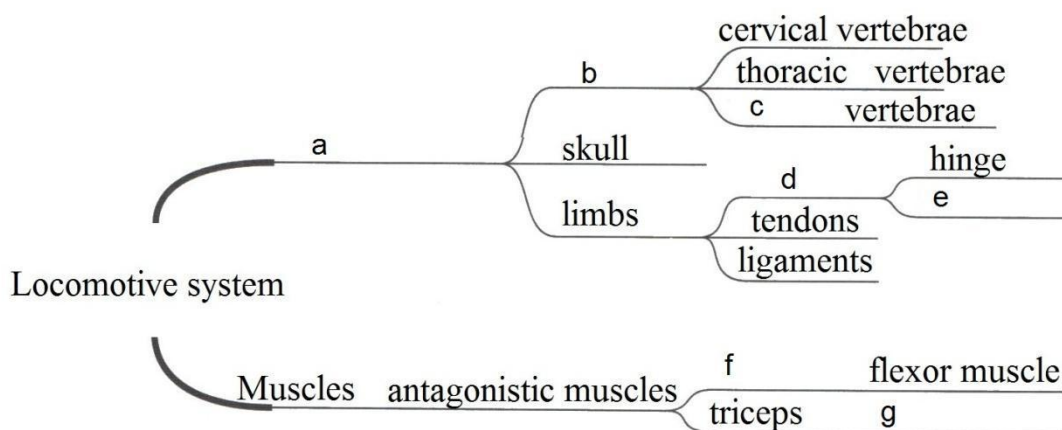 cervical vertebrae
b
thoracic vertebrae
c vertebrae
a
skull
hinge
d
e
limbs
tendons
ligaments
Locomotive system
f flexor muscle
Muscles antagonistic muscles
triceps g